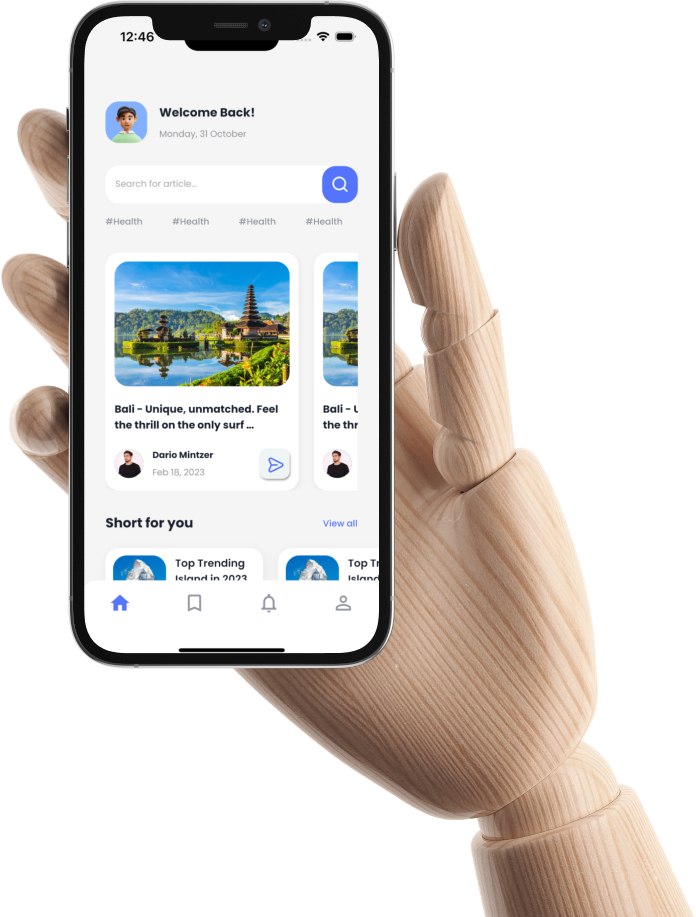 12:46
Welcome Back!
Monday, 31 October
Search for article...
#Health #Health #Health #Health
Bali - Unique, unmatched. Feel
the thrill on the only surf ...
Bali - U
the thr
Dario Mintzer
Feb 18, 2023
Short for you
View all
Top Trending
Island in 2023
Top Tr
Island